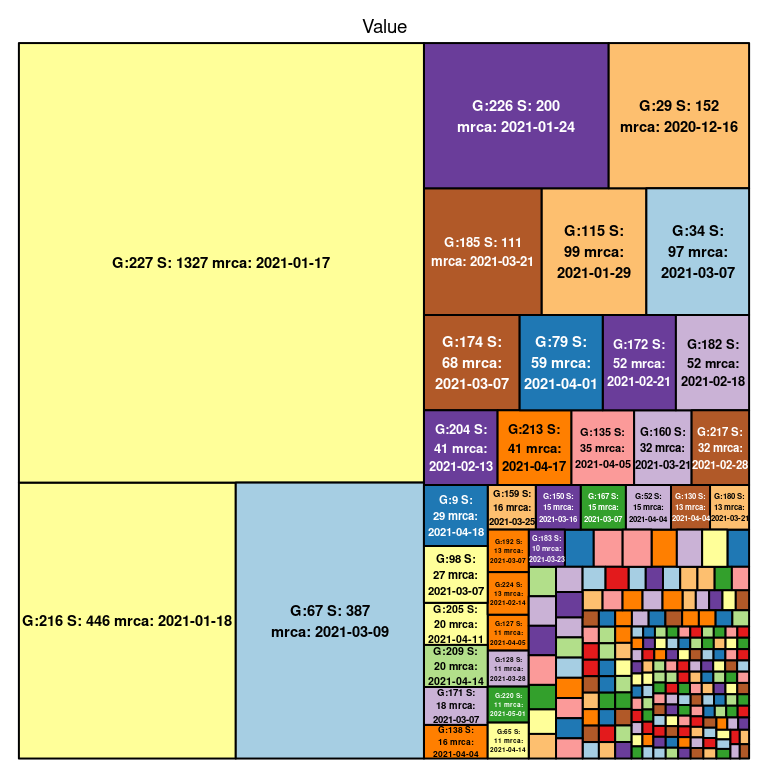 Value
G:227 S: 1327 mrca: 2021-01-17
G:216 S: 446 mrca: 2021-01-18
G:67 S: 387
mrca: 2021-03-09
G:226 S: 200
mrca: 2021-01-24
G:29 S: 152
mrca: 2020-12-16
G:185 S: 111
mrca: 2021-03-21
G:115 S:
99 mrca:
2021-01-29
G:34 S:
97 mrca:
2021-03-07
G:174 S:
68 mrca:
2021-03-07
G:79 S:
59 mrca:
2021-04-01
G:172 S:
52 mrca:
2021-02-21
G:182 S:
52 mrca:
2021-02-18
G:204 S:
41 mrca:
2021-02-13
G:213 S:
41 mrca:
2021-04-17
G:135 S:
35 mrca:
2021-04-05
G:160 S:
32 mrca:
2021-03-21
G:217 S:
32 mrca:
2021-02-28
G:9 S:
29 mrca:
2021-04-18
G:98 S:
27 mrca:
2021-03-07
G:205 S:
20 mrca:
2021-04-11
G:209 S:
20 mrca:
2021-04-14
G:171 S:
18 mrca:
2021-03-07
G:138 S:
16 mrca:
2021-04-04
G:159 S:
16 mrca:
2021-03-25
G:150 S:
15 mrca:
2021-03-16
G:167 S:
15 mrca:
2021-03-07
G:52 S:
15 mrca:
2021-04-04
G:130 S:
13 mrca:
2021-04-04
G:180 S:
13 mrca:
2021-03-21
G:192 S:
13 mrca:
2021-03-07
G:224 S:
13 mrca:
2021-02-14
G:127 S:
11 mrca:
2021-04-05
G:128 S:
11 mrca:
2021-03-28
G:220 S:
11 mrca:
2021-05-01
G:65 S:
11 mrca:
2021-04-14
G:183 S:
10 mrca:
2021-03-23